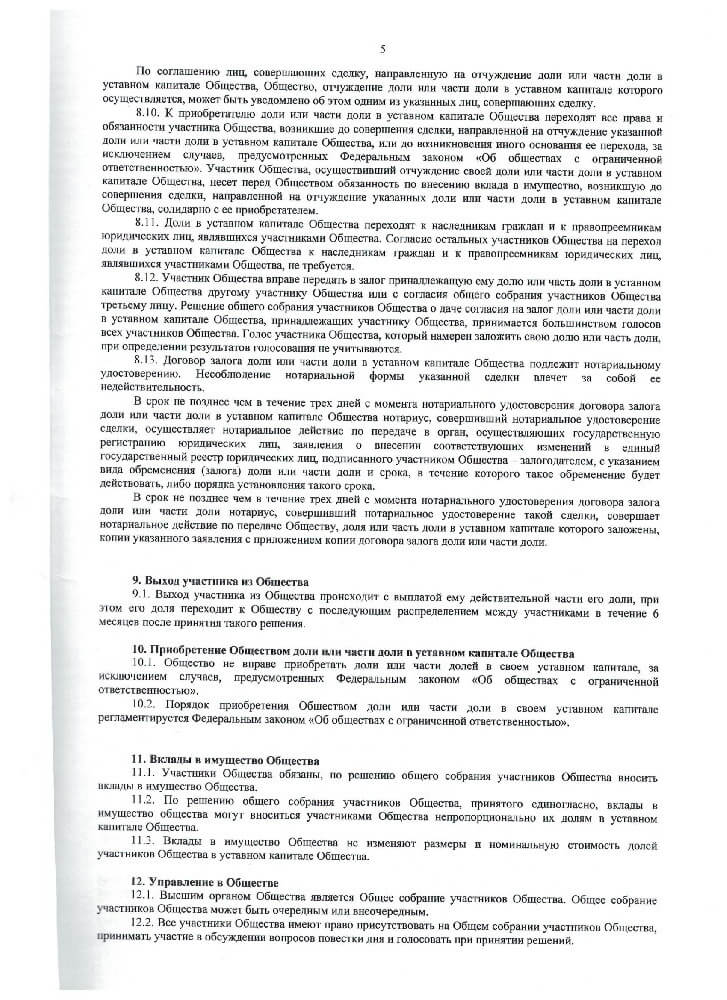 5
По соглашению лиц, совершающих сделку, направленную на отчуждение доли или части доли в
уставном капитале Общества, Общество, отчуждение доли или части доли в уставном капитале которого
осуществляется, может быть уведомлено об этом одним из указанных лиц, совершающих сделку.
8.10. К приобретателю доли или части доли в уставном капитале Общества переходят все права и
обязанности участника Общества, возникшие до совершения сделки, направленной на отчуждение указанной
доли или части доли в уставном капитале Общества, или до возникновения иного основания ее перехода, за
исключением случаев, предусмотренных Федеральным законом «Об обществах с ограниченной
ответственностью». Участник Общества, осуществивший отчуждение своей доли или части доли в уставном
капитале Общества, несет перед Обществом обязанность по внесению вклада в имущество, возникшую до
совершения сделки, направленной на отчуждение указанных доли или части доли в уставном капитале
Общества, солидарно с ее приобретателем.
8.11. Доли в уставном капитале Общества переходят к наследникам граждан и к правопреемникам
юридических лиц, являвшихся участниками Общества. Согласие остальных участников Общества на переход
доли в уставном капитале Общества к наследникам граждан и к правопреемникам юридических лиц,
являвшихся участниками Общества, не требуется.
8.12. Участник Общества вправе передать в залог принадлежащую ему долю или часть доли в уставном
капитале Общества другому участнику Общества или с согласия общего собрания участников Общества
третьему лицу. Решение общего собрания участников Общества о даче согласия на залог доли или части доли
в уставном капитале Общества, принадлежащих участнику Общества, принимается большинством голосов
всех участников Общества. Голос участника Общества, который намерен заложить свою долю или часть доли,
при определении результатов голосования не учитываются.
8.13. Договор залога доли или части доли в уставном капитале Общества подлежит нотариальному
удостоверению. Несоблюдение нотариальной формы указанной сделки влечет за собой ее
недействительность.
В срок не позднее чем в течение трех дней с момента нотариального удостоверения договора залога
доли или части доли в уставном капитале Общества нотариус, совершивший нотариальное удостоверение
сделки, осуществляет нотариальное действие по передаче в орган, осуществляющих государственную
регистрацию юридических лиц, заявления о внесении соответствующих изменений в единый
государственный реестр юридических лиц, подписанного участником Общества – залогодателем, с указанием
вида обременения (залога) доли или части доли и срока, в течение которого такое обременение будет
действовать, либо порядка установления такого срока.
В срок не позднее чем в течение трех дней с момента нотариального удостоверения договора залога
доли или части доли нотариус, совершивший нотариальное удостоверение такой сделки, совершает
нотариальное действие по передаче Обществу, доля или часть доли в уставном капитале которого заложены,
копии указанного заявления с приложением копии договора залога доли или части доли.
9. Выход участника из Общества
9.1. Выход участника из Общества происходит с выплатой ему действительной части его доли, при
этом его доля переходит к Обществу с последующим распределением между участниками в течение 6
месяцев после принятия такого решения.
10. Приобретение Обществом доли или части доли в уставном капитале Общества
10.1. Общество не вправе приобретать доли или части долей в своем уставном капитале, за
исключением случаев, предусмотренных Федеральным законом «Об обществах с ограниченной
ответственностью».
10.2. Порядок приобретения Обществом доли или части доли в своем уставном капитале
регламентируется Федеральным законом «Об обществах с ограниченной ответственностью».
11. Вклады в имущество Общества
11.1. Участники Общества обязаны, по решению общего собрания участников Общества вносить
вклады в имущество Общества.
11.2. По решению общего собрания участников Общества, принятого единогласно, вклады в
имущество общества могут вноситься участниками Общества непропорционально их долям в уставном
капитале Общества.
11.3. Вклады в имущество Общества не изменяют размеры и номинальную стоимость долей
участников Общества в уставном капитале Общества.
12. Управление в Обществе
12.1. Высшим органом Общества является Общее собрание участников Общества. Общее собрание
участников Общества может быть очередным или внеочередным.
12.2. Все участники Общества имеют право присутствовать на Общем собрании участников Общества,
принимать участие в обсуждении вопросов повестки дня и голосовать при принятии решений.